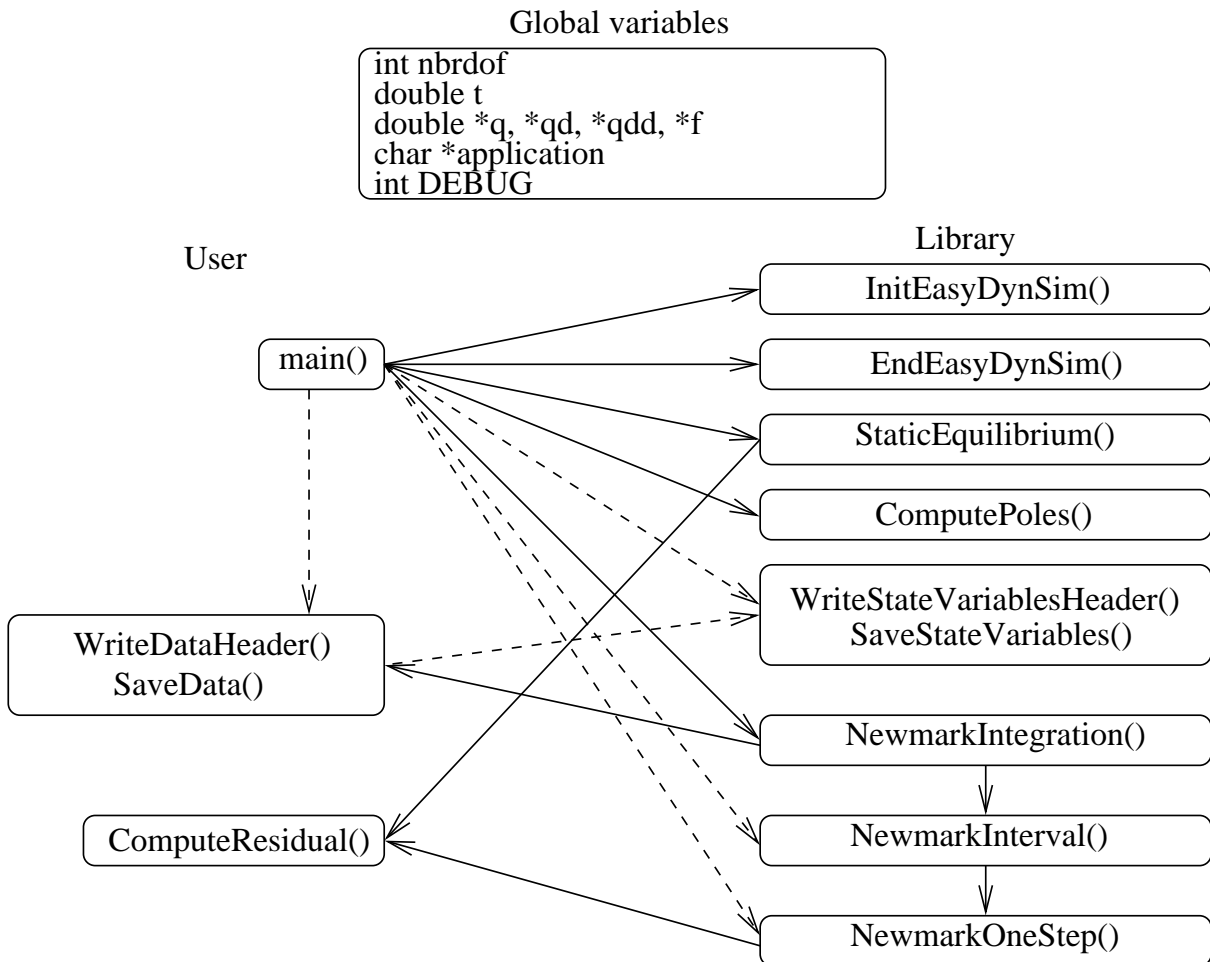 Global variables
int nbrdof
double t
double *q, *qd, *qdd, *f
char *application
int DEBUG
User
Library
InitEasyDynSim()
main()
EndEasyDynSim()
StaticEquilibrium()
ComputePoles()
WriteStateVariablesHeader()
SaveStateVariables()
WriteDataHeader()
SaveData()
NewmarkIntegration()
ComputeResidual()
NewmarkInterval()
NewmarkOneStep()